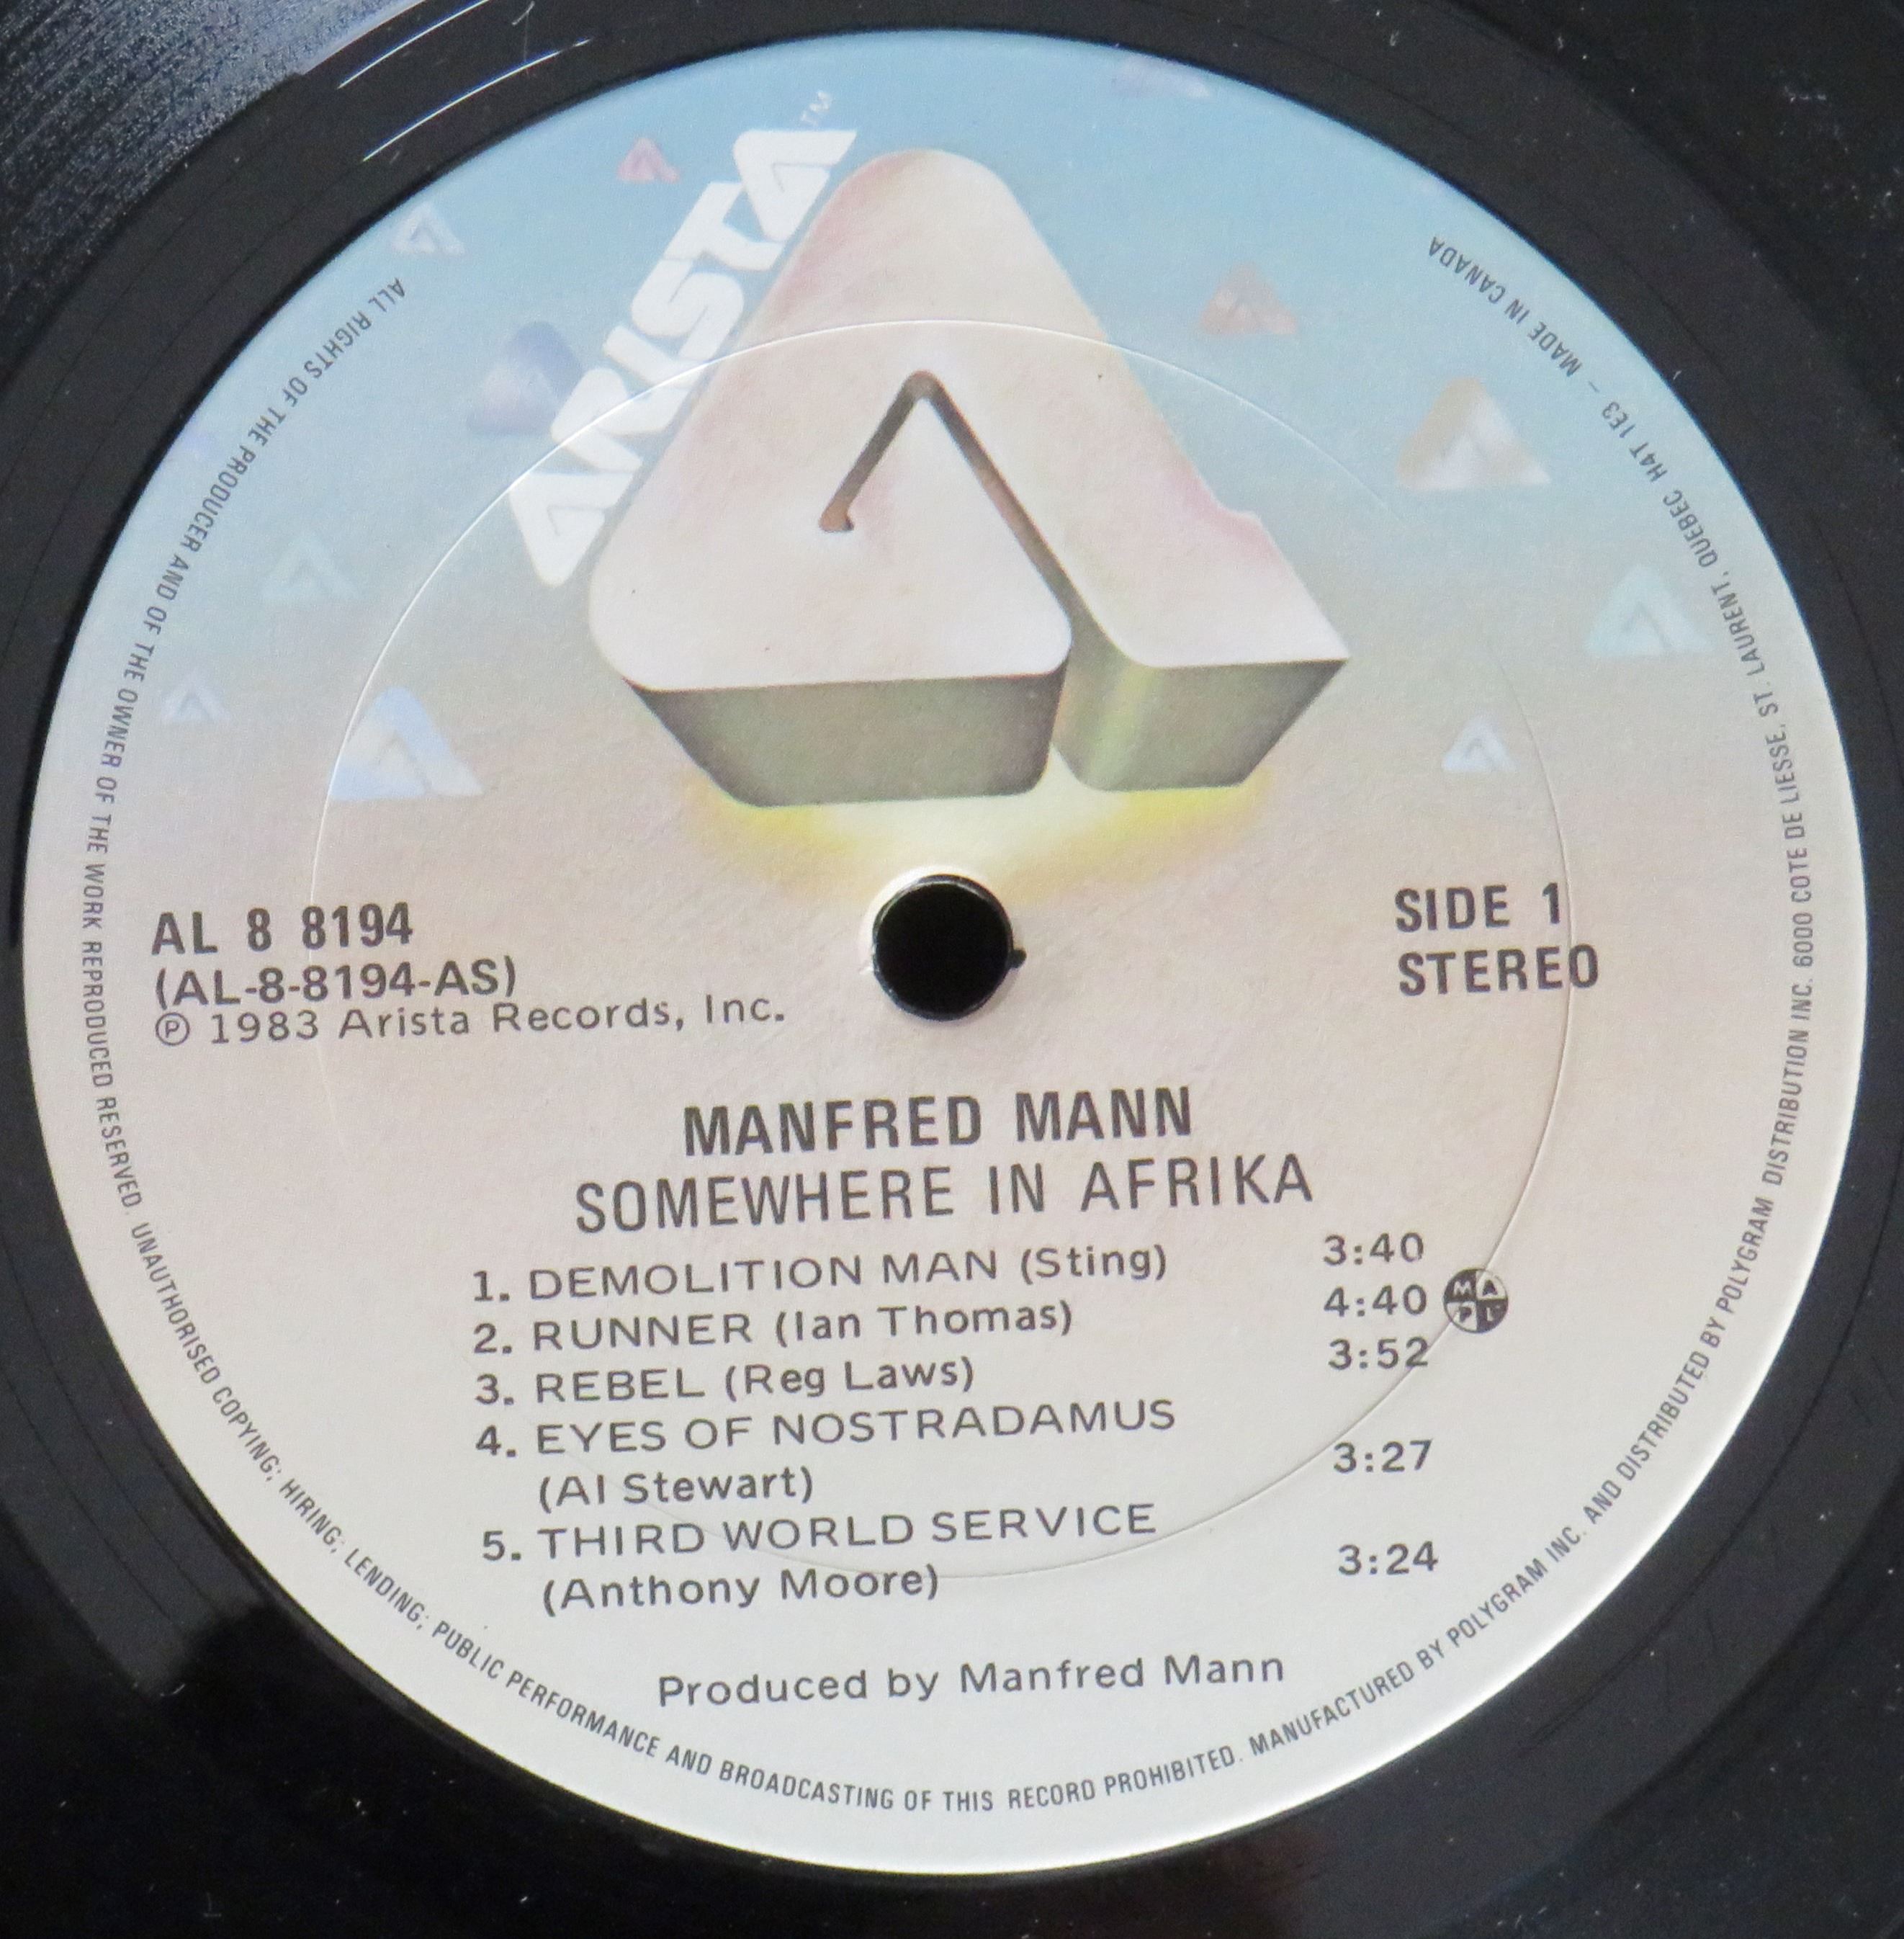 ARISTA™
AL 8 8194
(AL-8-8194-AS)
Ⓟ 1983 Arista Records, Inc.
SIDE 1
STEREO
MANFRED MANN
SOMEWHERE IN AFRIKA
1. DEMOLITION MAN (Sting) 3:40
2. RUNNER (Ian Thomas) 4:40 MAPL
3. REBEL (Reg Laws) 3:52
4. EYES OF NOSTRADAMUS
(Al Stewart) 3:27
5. THIRD WORLD SERVICE
(Anthony Moore) 3:24
Produced by Manfred Mann
ALL RIGHTS OF THE PRODUCER AND OF THE OWNER OF THE WORK REPRODUCED RESERVED. UNAUTHORISED COPYING; HIRING; LENDING; PUBLIC PERFORMANCE AND BROADCASTING OF THIS RECORD PROHIBITED. MANUFACTURED BY POLYGRAM INC. AND DISTRIBUTED BY POLYGRAM DISTRIBUTION INC. 6000 COTE DE LIESSE, ST. LAURENT, QUEBEC H4T 1E3 – MADE IN CANADA